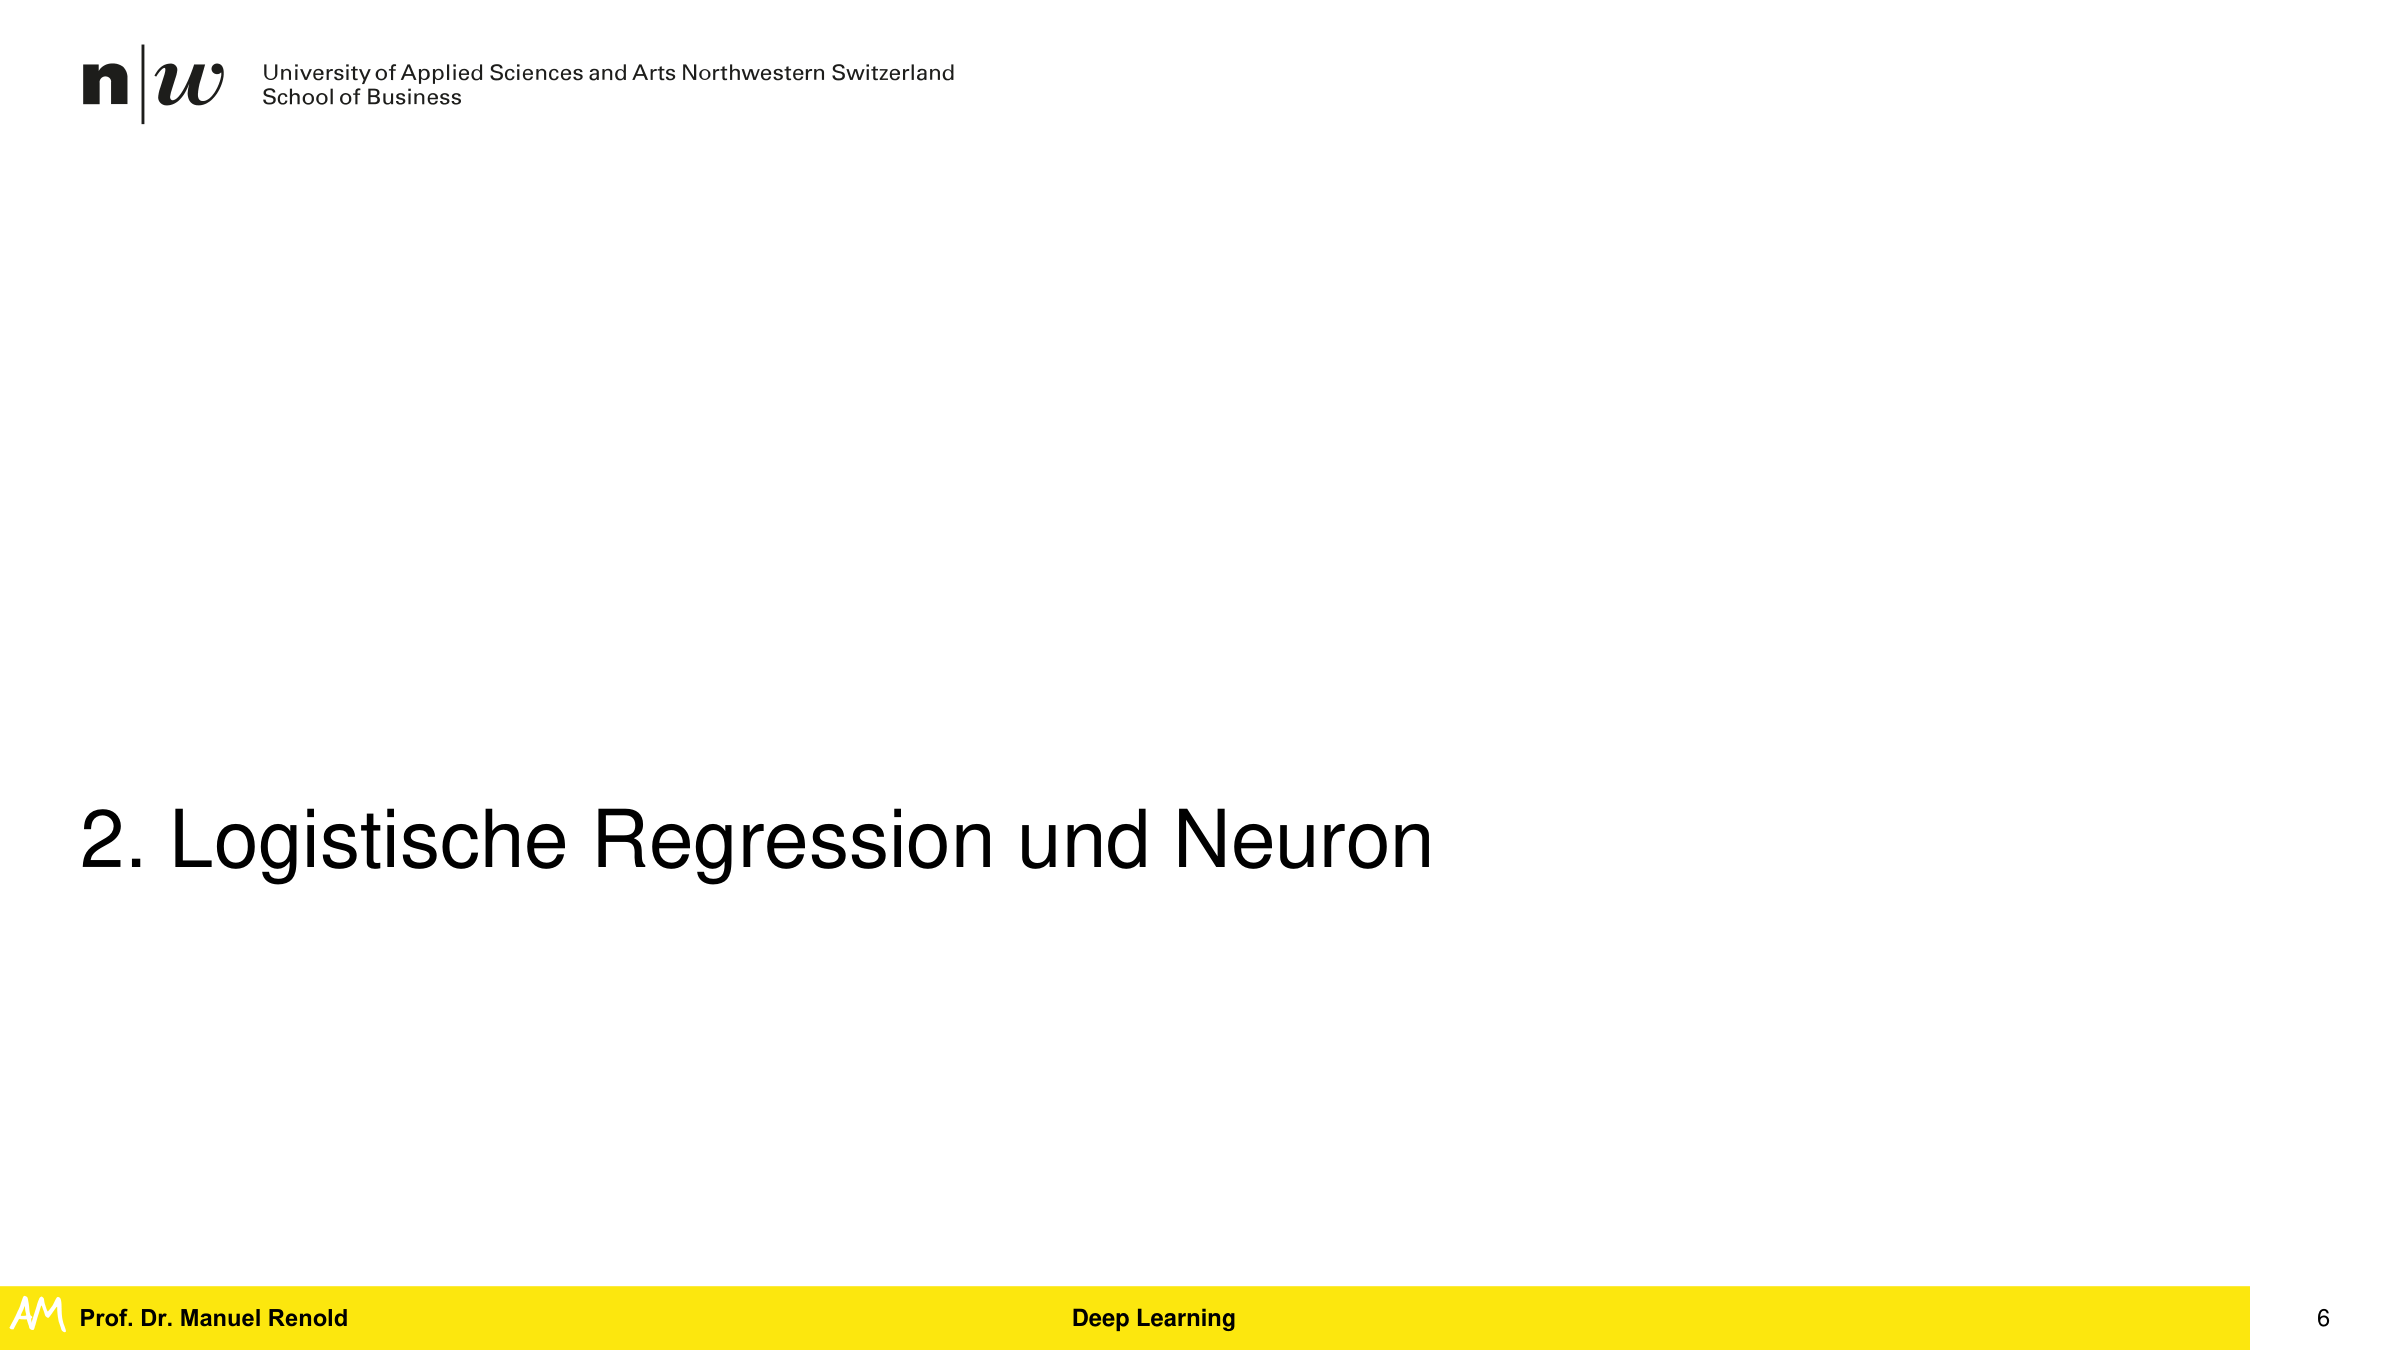 n|w
University of Applied Sciences and Arts Northwestern Switzerland
School of Business
2. Logistische Regression und Neuron
AM
Prof. Dr. Manuel Renold
Deep Learning
6